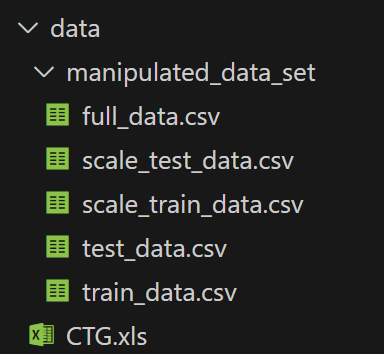 data
manipulated_data_set
full_data.csv
scale_test_data.csv
scale_train_data.csv
test_data.csv
train_data.csv
CTG.xls